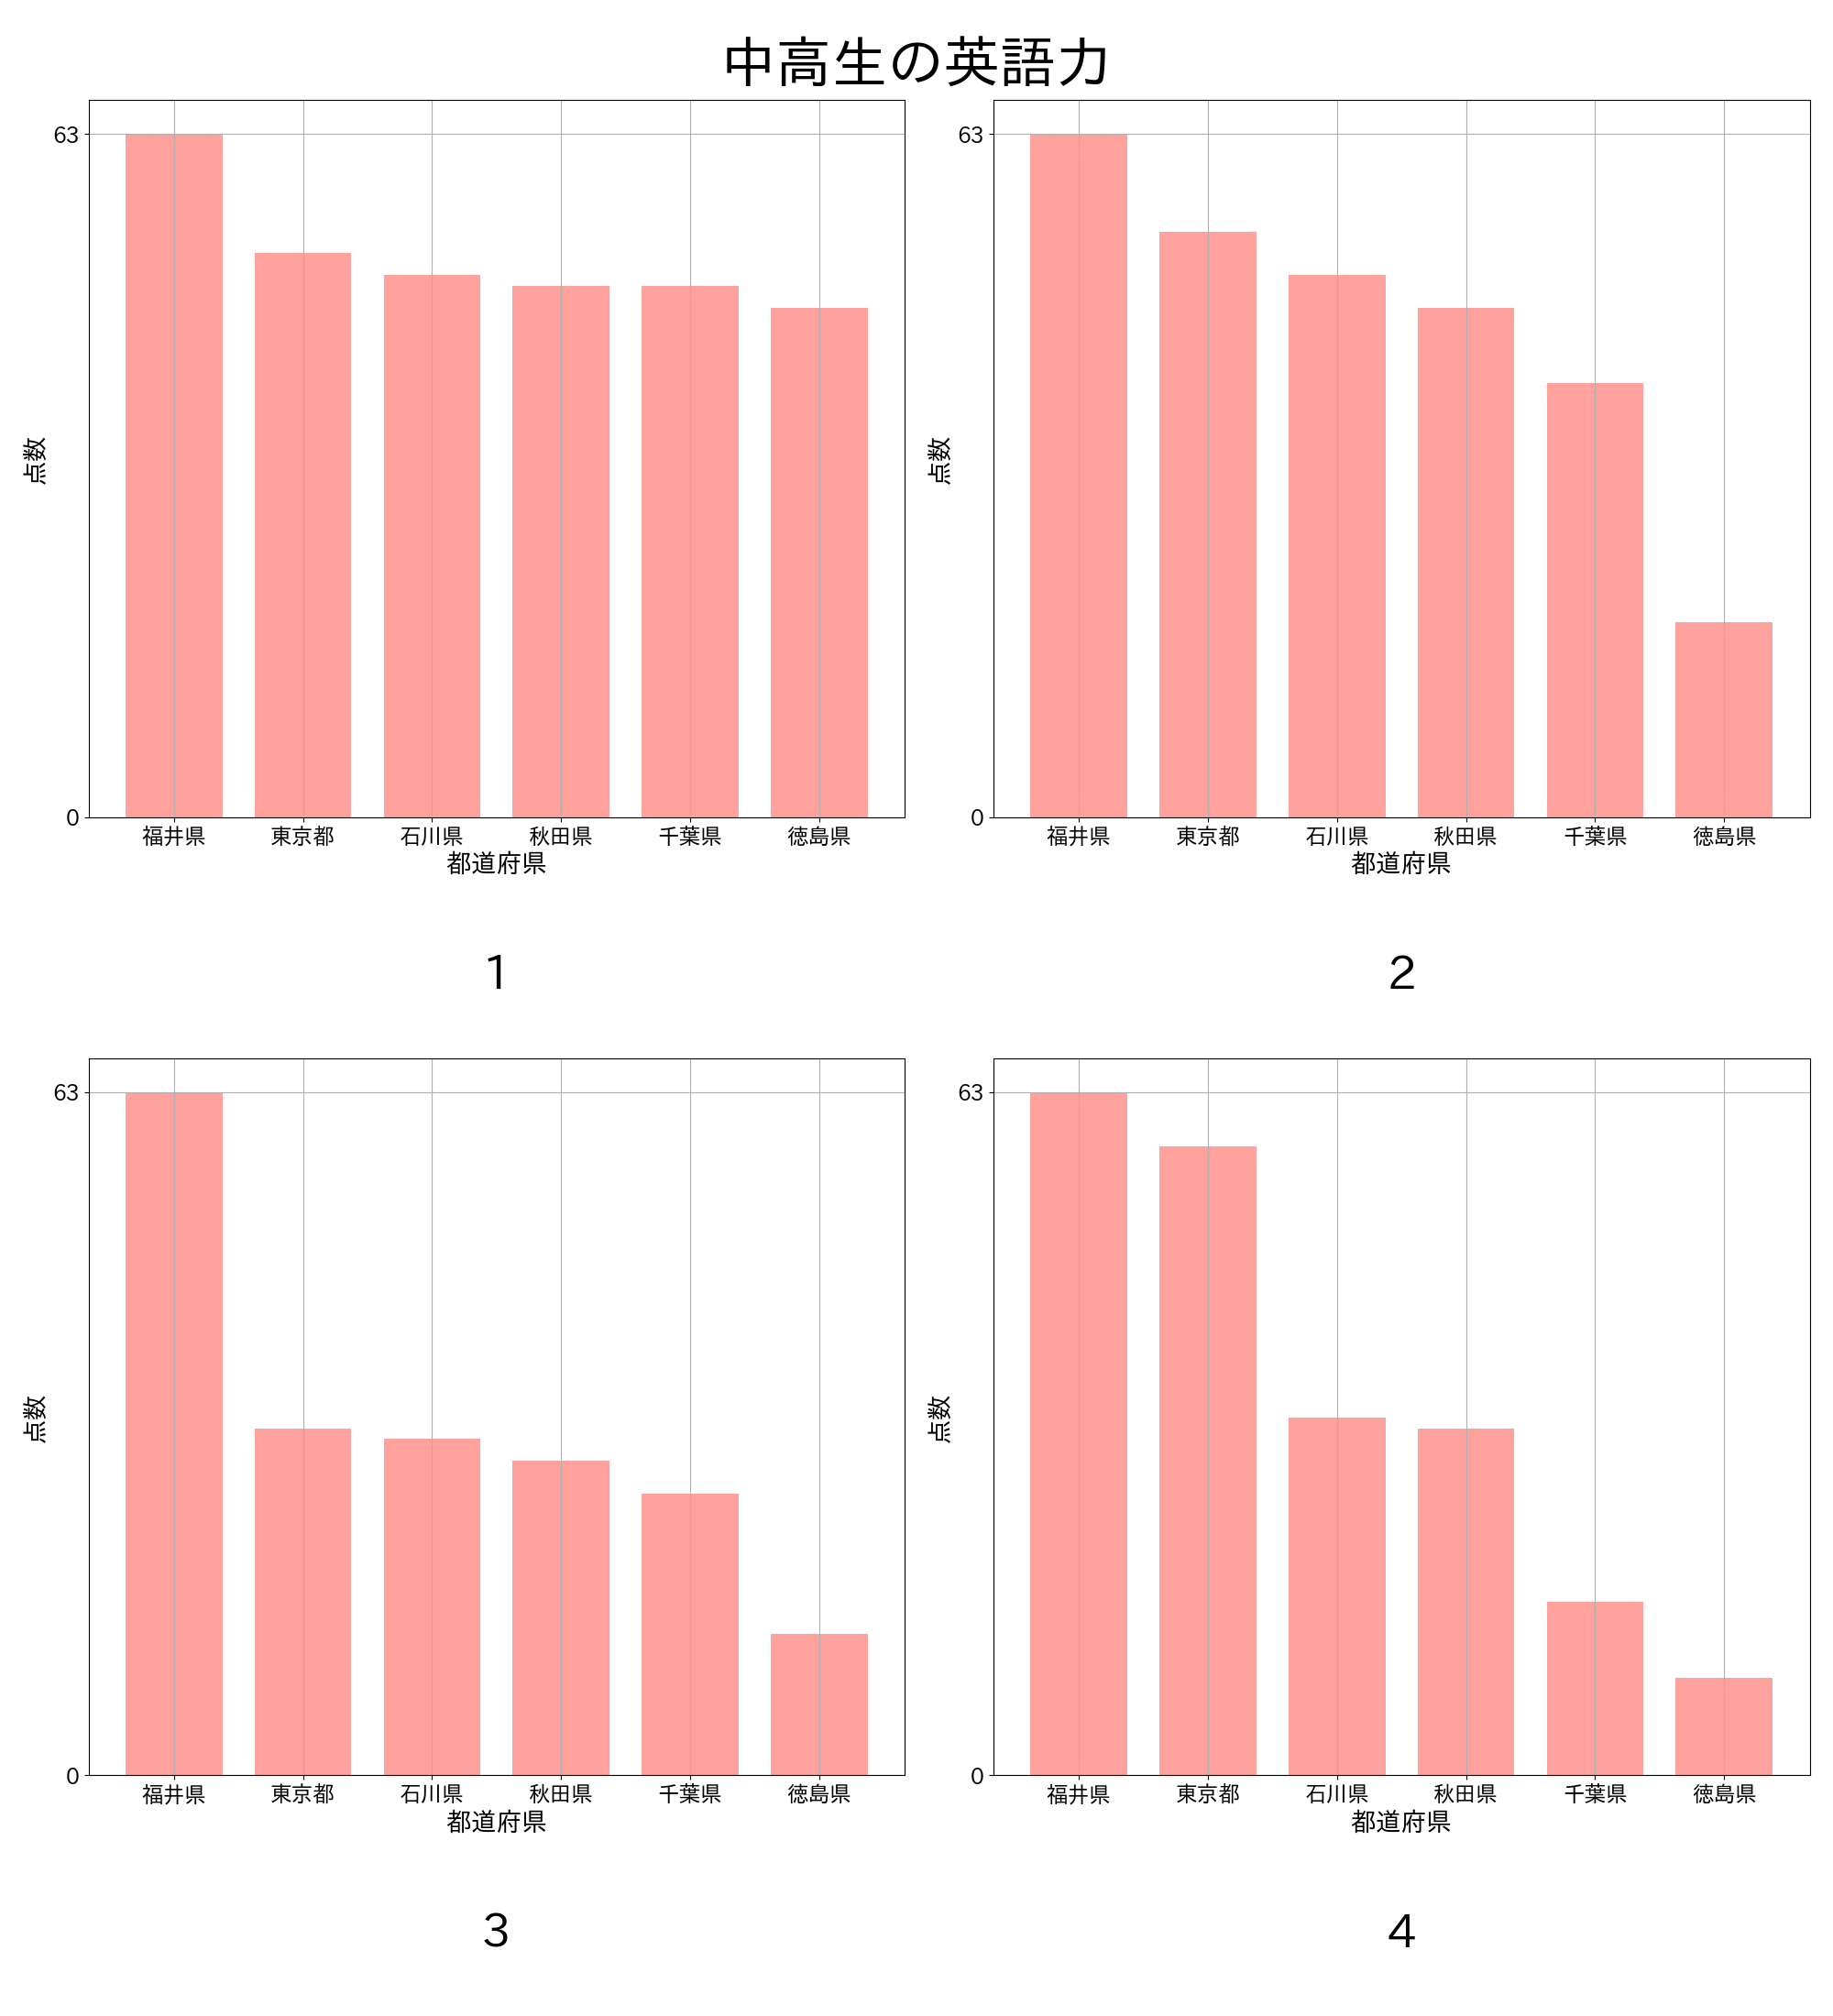 中高生の英語力
63
点数
0
福井県 東京都 石川県 秋田県 千葉県 徳島県
都道府県
1
63
点数
0
福井県 東京都 石川県 秋田県 千葉県 徳島県
都道府県
2
63
点数
0
福井県 東京都 石川県 秋田県 千葉県 徳島県
都道府県
3
63
点数
0
福井県 東京都 石川県 秋田県 千葉県 徳島県
都道府県
4